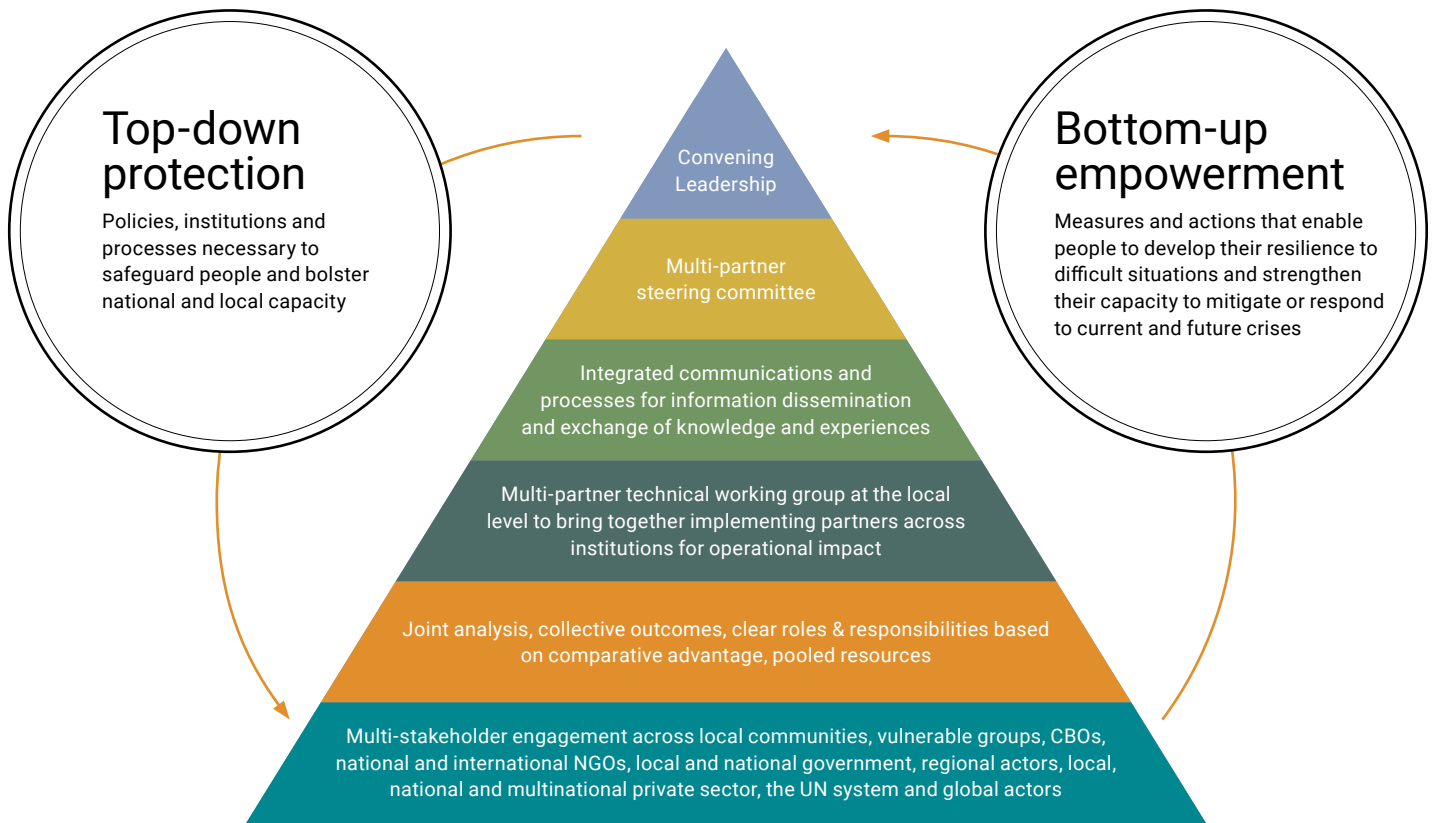 Top-down
protection
Policies, institutions and
processes necessary to
safeguard people and bolster
national and local capacity
Convening
Leadership
Multi-partner
steering committee
Integrated communications and
processes for information dissemination
and exchange of knowledge and experiences
Multi-partner technical working group at the local
level to bring together implementing partners across
institutions for operational impact
Joint analysis, collective outcomes, clear roles & responsibilities based
on comparative advantage, pooled resources
Multi-stakeholder engagement across local communities, vulnerable groups, CBOs,
national and international NGOs, local and national government, regional actors, local,
national and multinational private sector, the UN system and global actors
Bottom-up
empowerment
Measures and actions that enable
people to develop their resilience to
difficult situations and strengthen
their capacity to mitigate or respond
to current and future crises